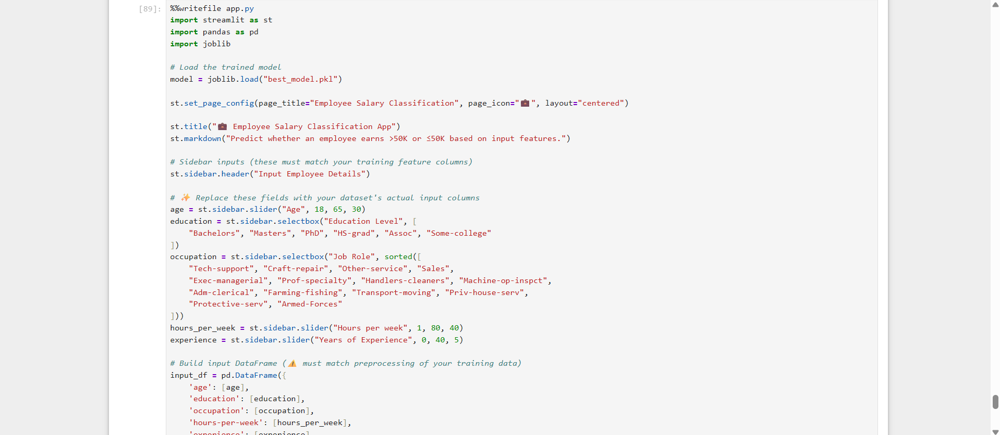 [89]:
%%writefile app.py
import streamlit as st
import pandas as pd
import joblib
# Load the trained model
model = joblib.load("best_model.pkl")
st.set_page_config(page_title="Employee Salary Classification", page_icon="💼", layout="centered")
st.title("💼 Employee Salary Classification App")
st.markdown("Predict whether an employee earns >50K or ≤50K based on input features.")
# Sidebar inputs (these must match your training feature columns)
st.sidebar.header("Input Employee Details")
# ✨ Replace these fields with your dataset's actual input columns
age = st.sidebar.slider("Age", 18, 65, 30)
education = st.sidebar.selectbox("Education Level", [
    "Bachelors", "Masters", "PhD", "HS-grad", "Assoc", "Some-college"
])
occupation = st.sidebar.selectbox("Job Role", sorted([
    "Tech-support", "Craft-repair", "Other-service", "Sales",
    "Exec-managerial", "Prof-specialty", "Handlers-cleaners", "Machine-op-inspct",
    "Adm-clerical", "Farming-fishing", "Transport-moving", "Priv-house-serv",
    "Protective-serv", "Armed-Forces"
]))
hours_per_week = st.sidebar.slider("Hours per week", 1, 80, 40)
experience = st.sidebar.slider("Years of Experience", 0, 40, 5)
# Build input DataFrame (⚠️ must match preprocessing of your training data)
input_df = pd.DataFrame({
    'age': [age],
    'education': [education],
    'occupation': [occupation],
    'hours-per-week': [hours_per_week],
    'experience': [experience]